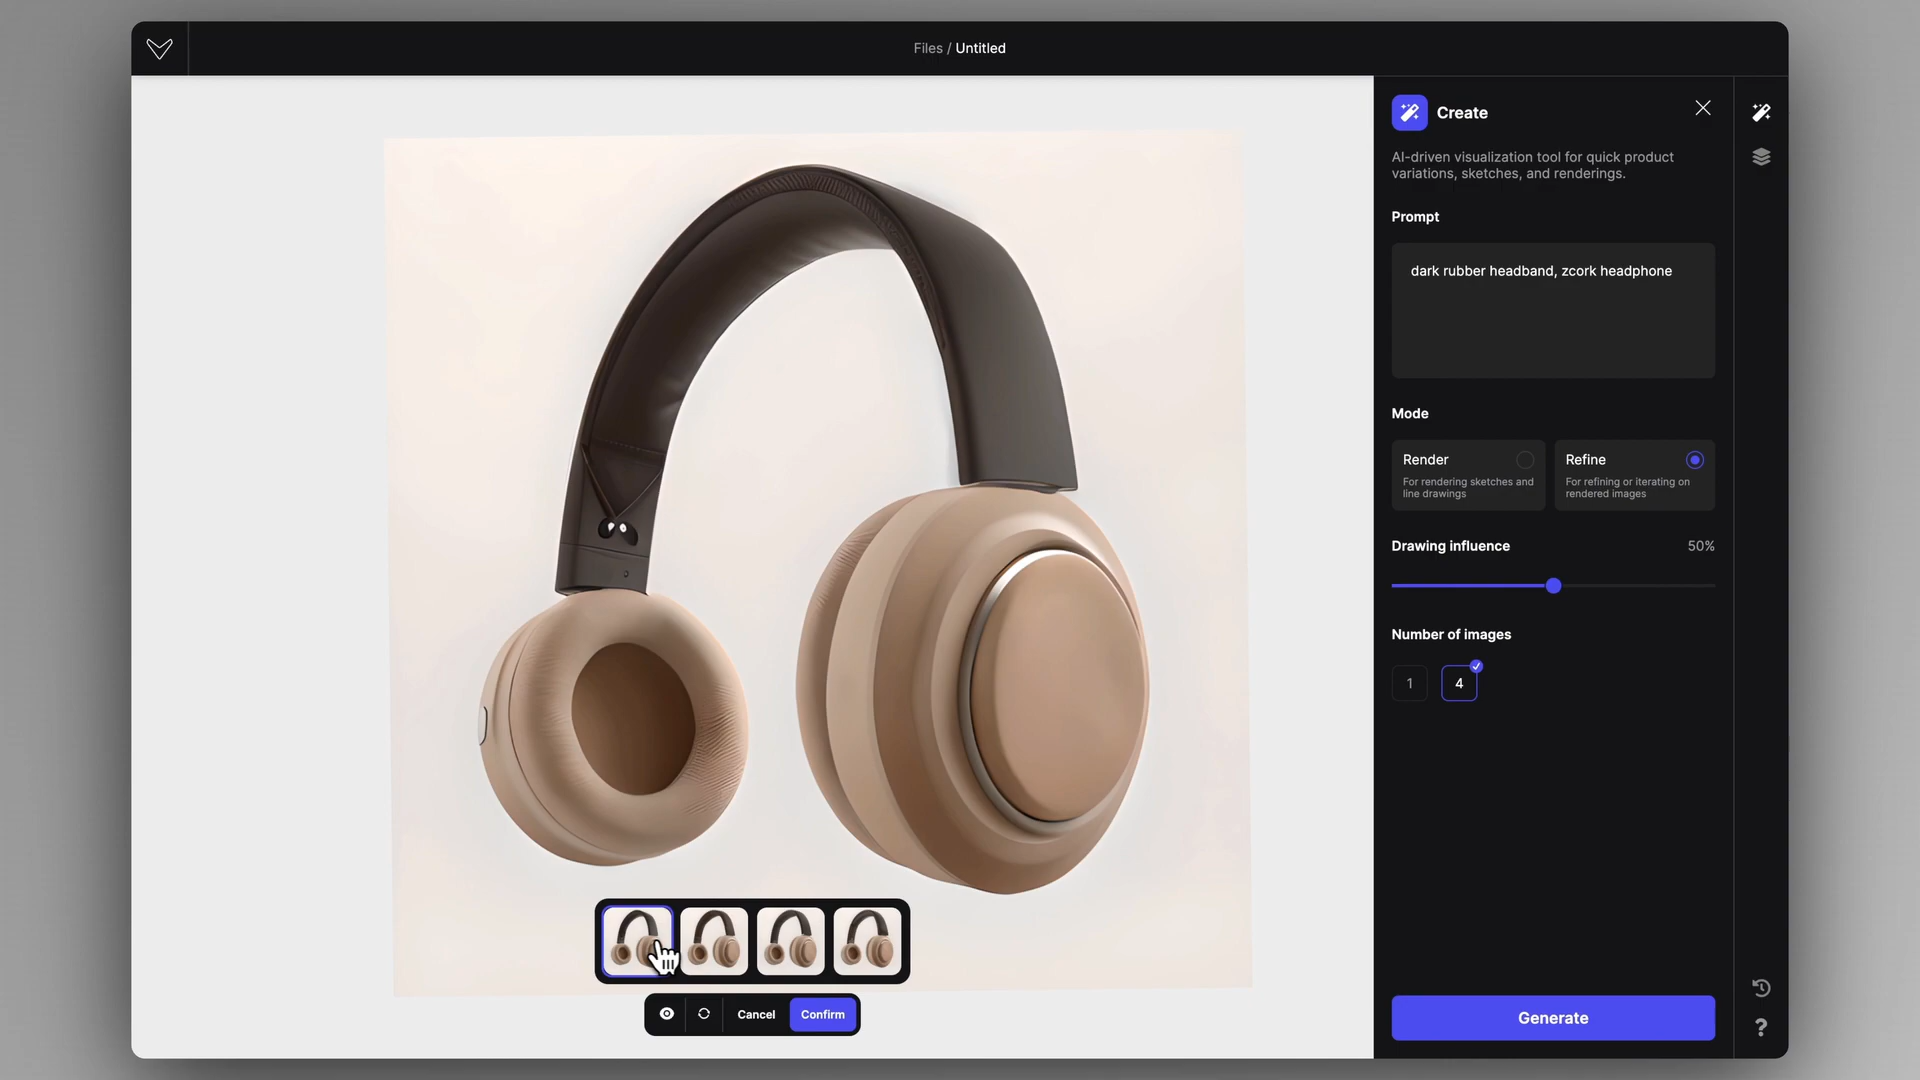 Files / Untitled
Create
AI-driven visualization tool for quick product
variations, sketches, and renderings.
Prompt
dark rubber headband, zcork headphone
Mode
Render
For rendering sketches and
line drawings
Refine
For refining or iterating on
rendered images
Drawing influence
50%
Number of images
1
4
Cancel
Confirm
Generate
?